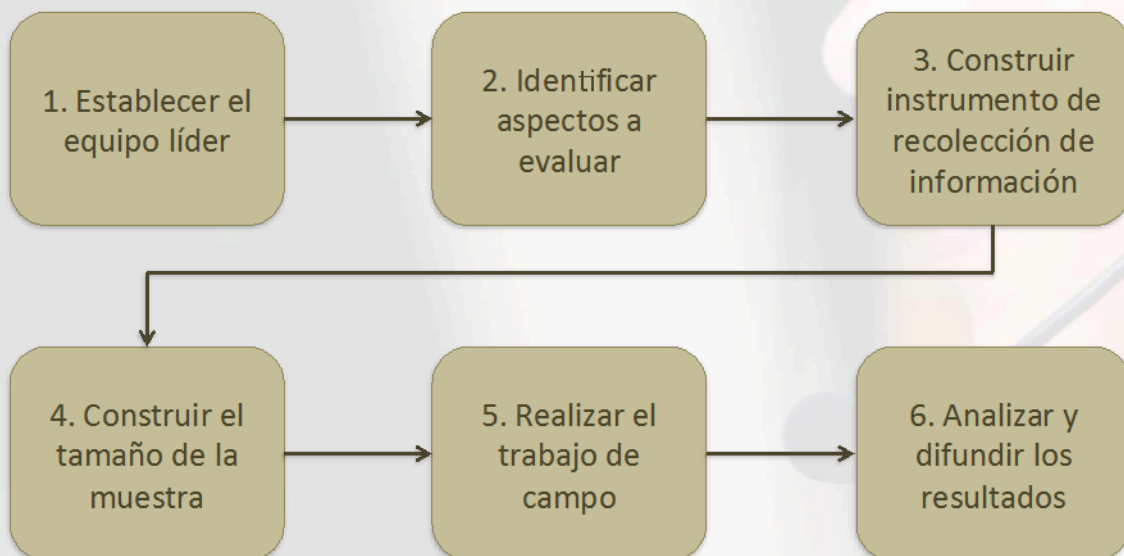 1. Establecer el
equipo líder
2. Identificar
aspectos a
evaluar
3. Construir
instrumento de
recolección de
información
4. Construir el
tamaño de la
muestra
5. Realizar el
trabajo de
campo
6. Analizar y
difundir los
resultados